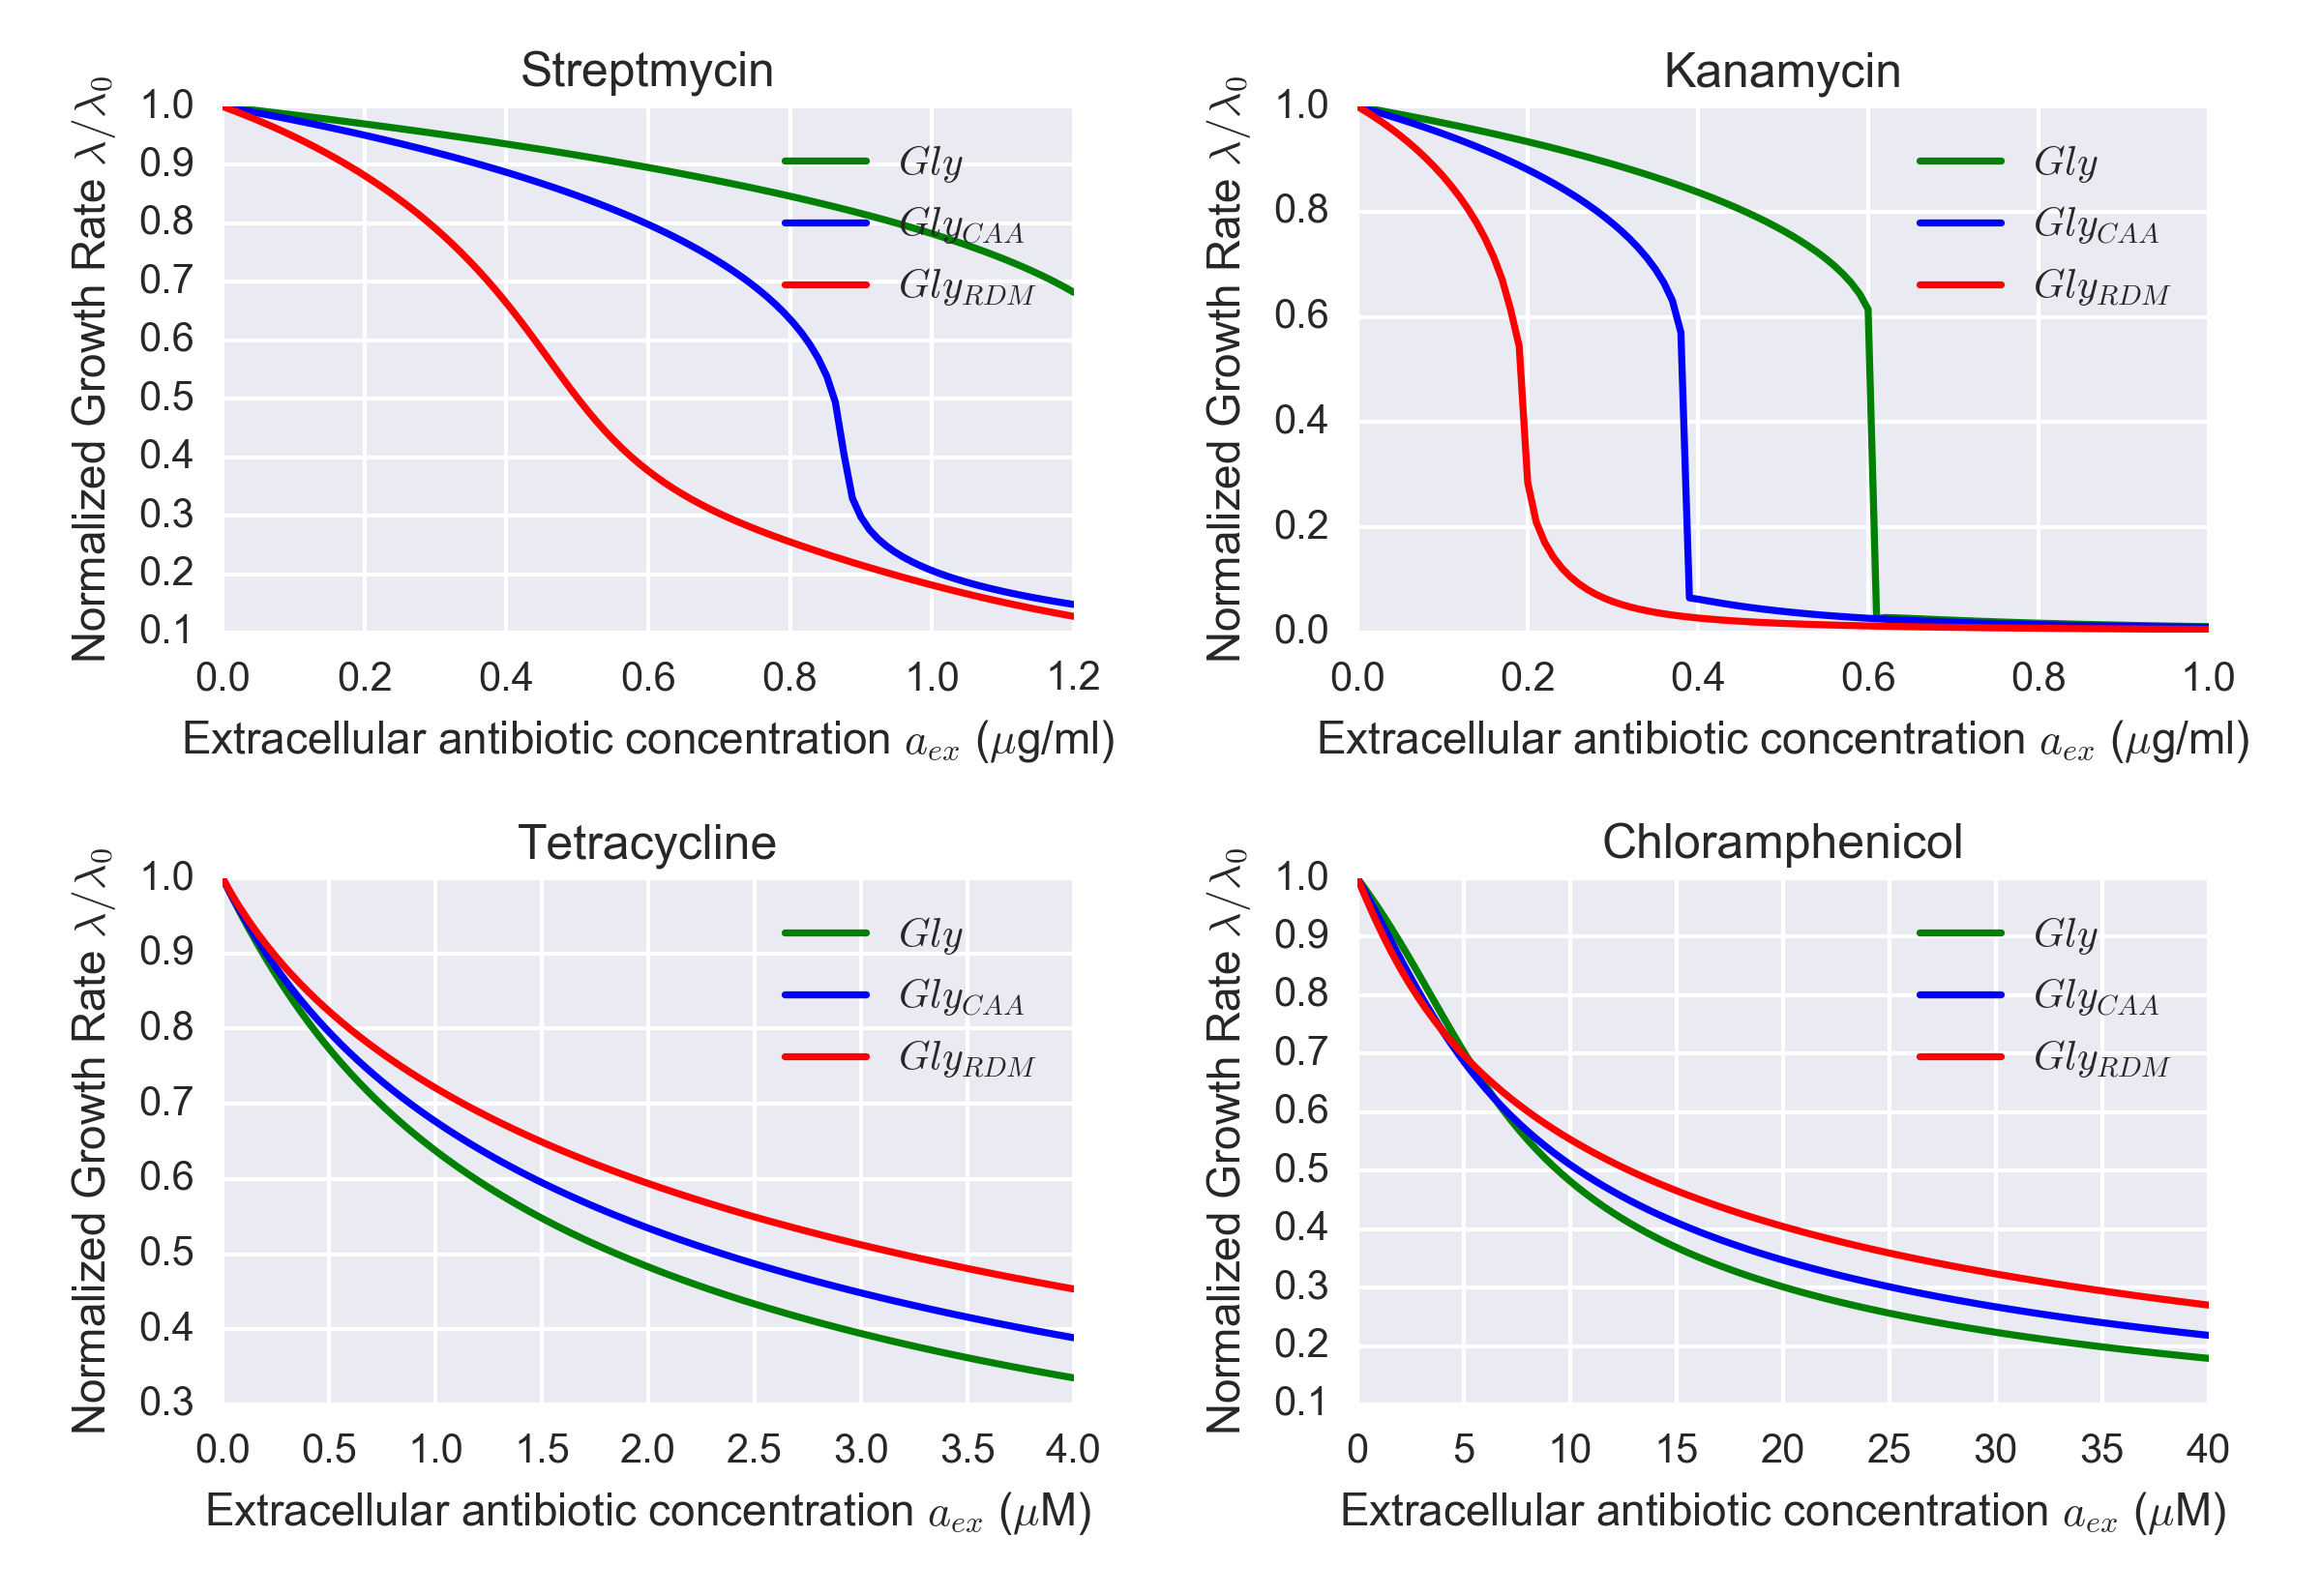 Streptmycin
Normalized Growth Rate λ/λ0
1.0
0.9
0.8
0.7
0.6
0.5
0.4
0.3
0.2
0.1
Gly
GlyCAA
GlyRDM
0.0 0.2 0.4 0.6 0.8 1.0 1.2
Extracellular antibiotic concentration aex (μg/ml)
Kanamycin
Normalized Growth Rate λ/λ0
1.0
0.8
0.6
0.4
0.2
0.0
Gly
GlyCAA
GlyRDM
0.0 0.2 0.4 0.6 0.8 1.0
Extracellular antibiotic concentration aex (μg/ml)
Tetracycline
Normalized Growth Rate λ/λ0
1.0
0.9
0.8
0.7
0.6
0.5
0.4
0.3
Gly
GlyCAA
GlyRDM
0.0 0.5 1.0 1.5 2.0 2.5 3.0 3.5 4.0
Extracellular antibiotic concentration aex (μM)
Chloramphenicol
Normalized Growth Rate λ/λ0
1.0
0.9
0.8
0.7
0.6
0.5
0.4
0.3
0.2
0.1
Gly
GlyCAA
GlyRDM
0 5 10 15 20 25 30 35 40
Extracellular antibiotic concentration aex (μM)